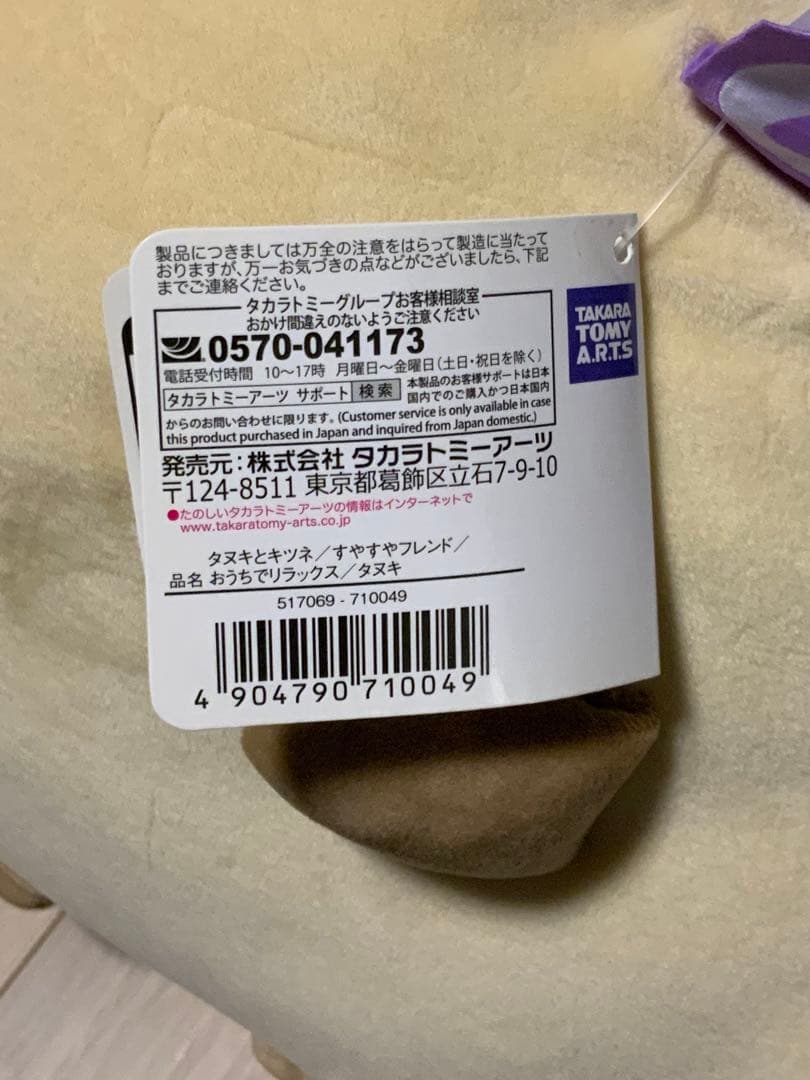 製品につきましては万全の注意をはらって製造に当たって
おりますが、万一お気づきの点などがございましたら、下記
までご連絡ください。
タカラトミーグループお客様相談室
おかけ間違えのないようご注意ください
0570-041173
電話受付時間 10〜17時 月曜日〜金曜日(土日・祝日を除く)
タカラトミーアーツ サポート 検索 本製品のお客様サポートは日本
国内でのご購入かつ日本国内
からのお問い合わせに限ります。(Customer service is only available in case
this product purchased in Japan and inquired from Japan domestic.)
TAKARA
TOMY
A.R.T.S
発売元:株式会社 タカラトミーアーツ
〒124-8511 東京都葛飾区立石7-9-10
●たのしいタカラトミーアーツの情報はインターネットで
www.takaratomy-arts.co.jp
タヌキとキツネ/すやすやフレンド/
品名 おうちでリラックス/タヌキ
517069 - 710049
4 904790 710049